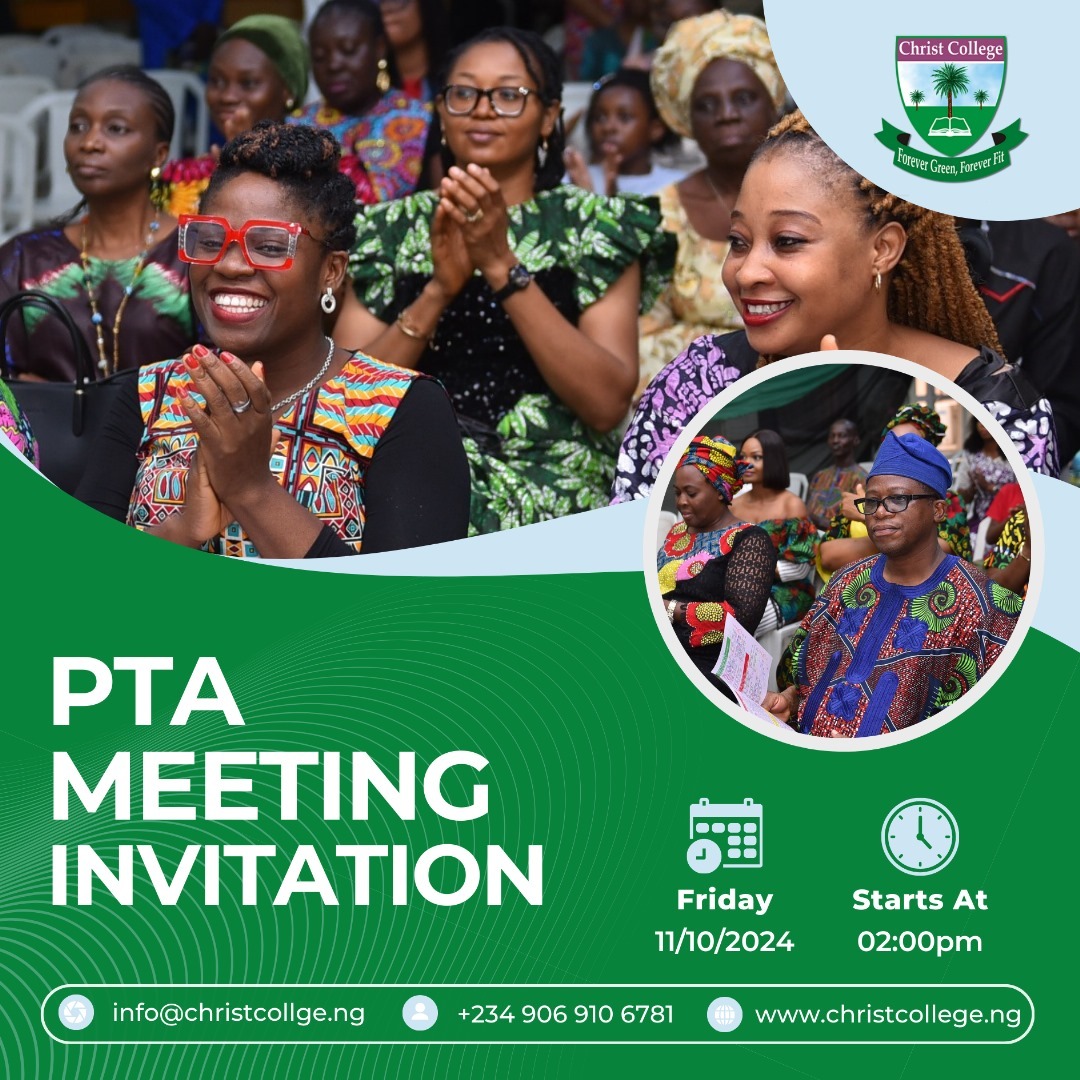 Christ College
Forever Green, Forever Fit
PTA
MEETING
INVITATION
Friday
11/10/2024
Starts At
02:00pm
info@christcollge.ng
+234 906 910 6781
www.christcollege.ng